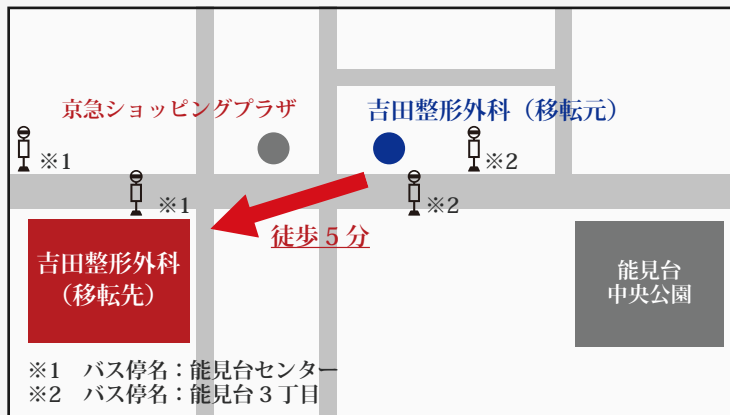 京急ショッピングプラザ
吉田整形外科（移転元）
※1
※2
※1
※2
徒歩５分
吉田整形外科
（移転先）
能見台
中央公園
※1　バス停名：能見台センター
※2　バス停名：能見台３丁目